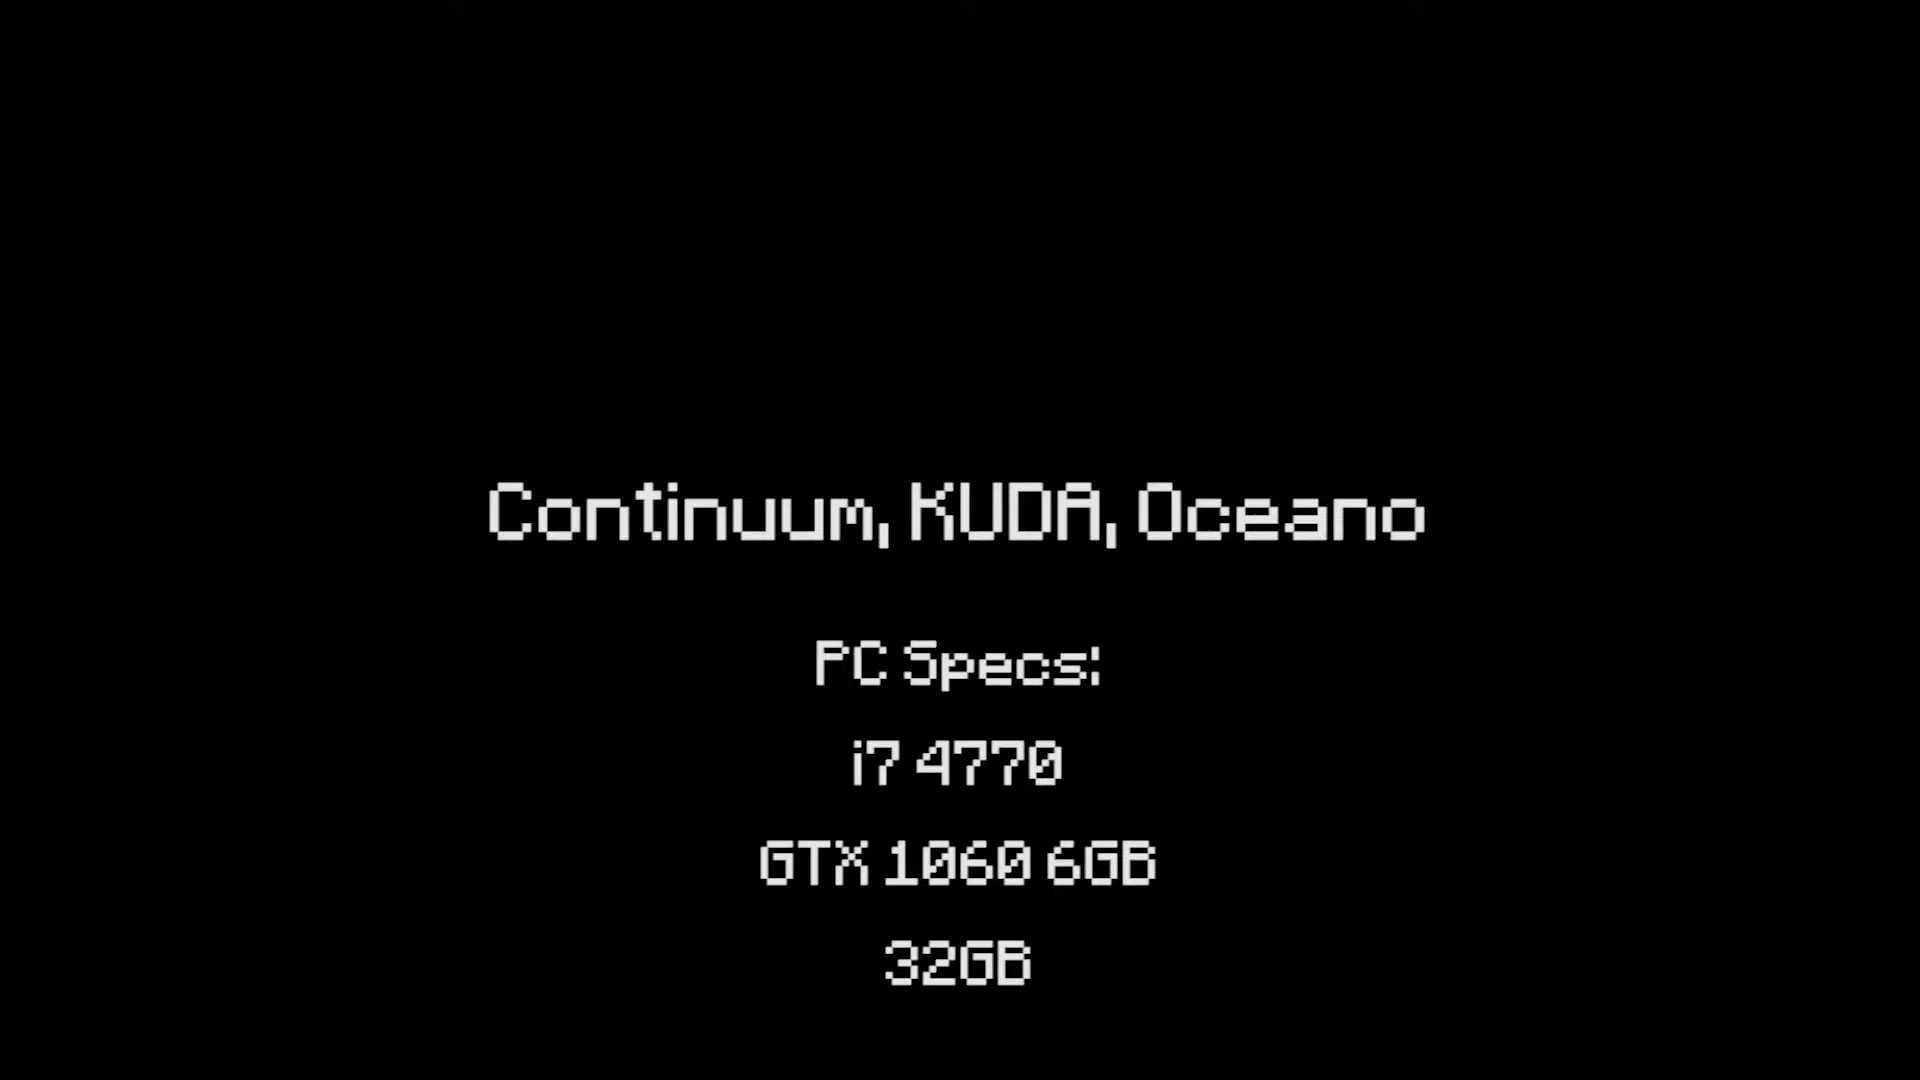 Continuum, KUDA, Oceano
PC Specs:
i7 4770
GTX 1060 6GB
32GB